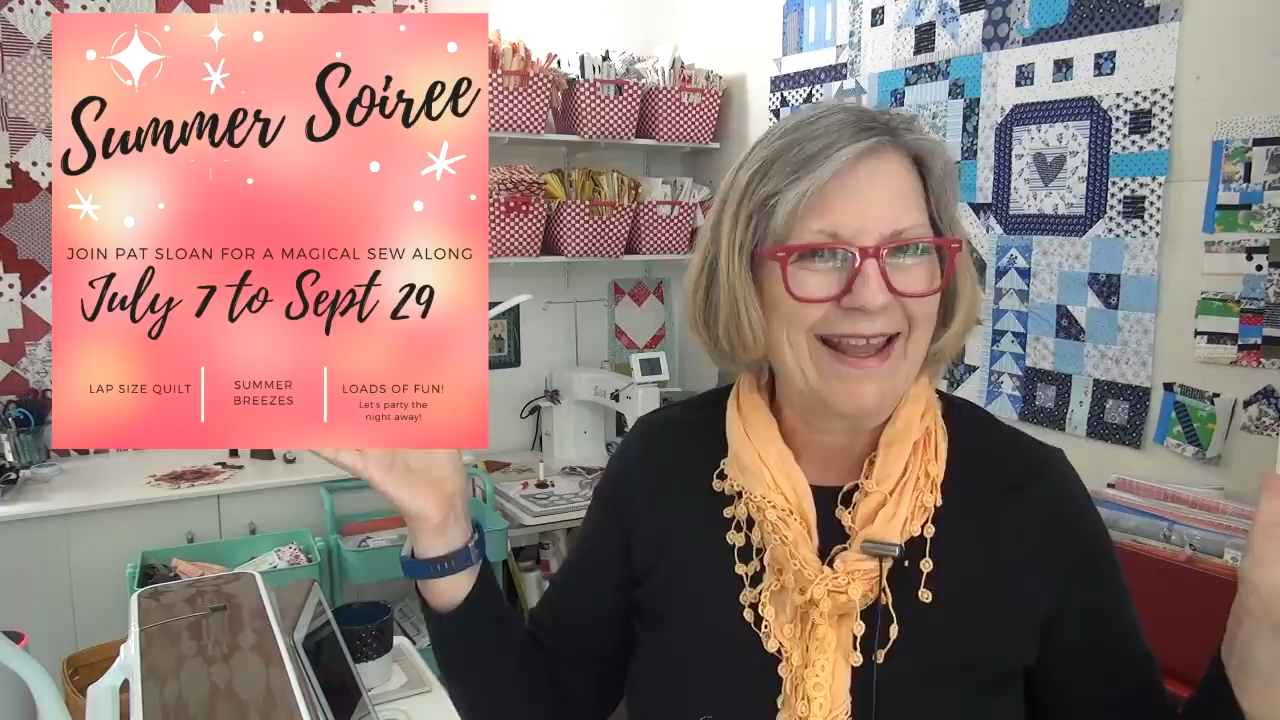 Summer Soiree
JOIN PAT SLOAN FOR A MAGICAL SEW ALONG
July 7 to Sept 29
LAP SIZE QUILT
SUMMER
BREEZES
LOADS OF FUN!
Let's party the
night away!